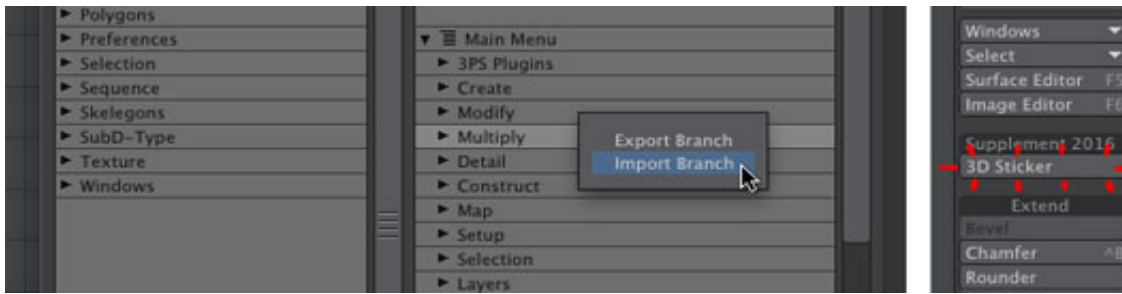 Polygons
Preferences
Selection
Sequence
Skelegons
SubD-Type
Texture
Windows
Main Menu
3PS Plugins
Create
Modify
Multiply
Detail
Construct
Map
Setup
Selection
Layers
Export Branch
Import Branch
Windows
Select
Surface Editor F5
Image Editor F6
Supplement 2016
3D Sticker
Extend
Bevel
Chamfer ^B
Rounder